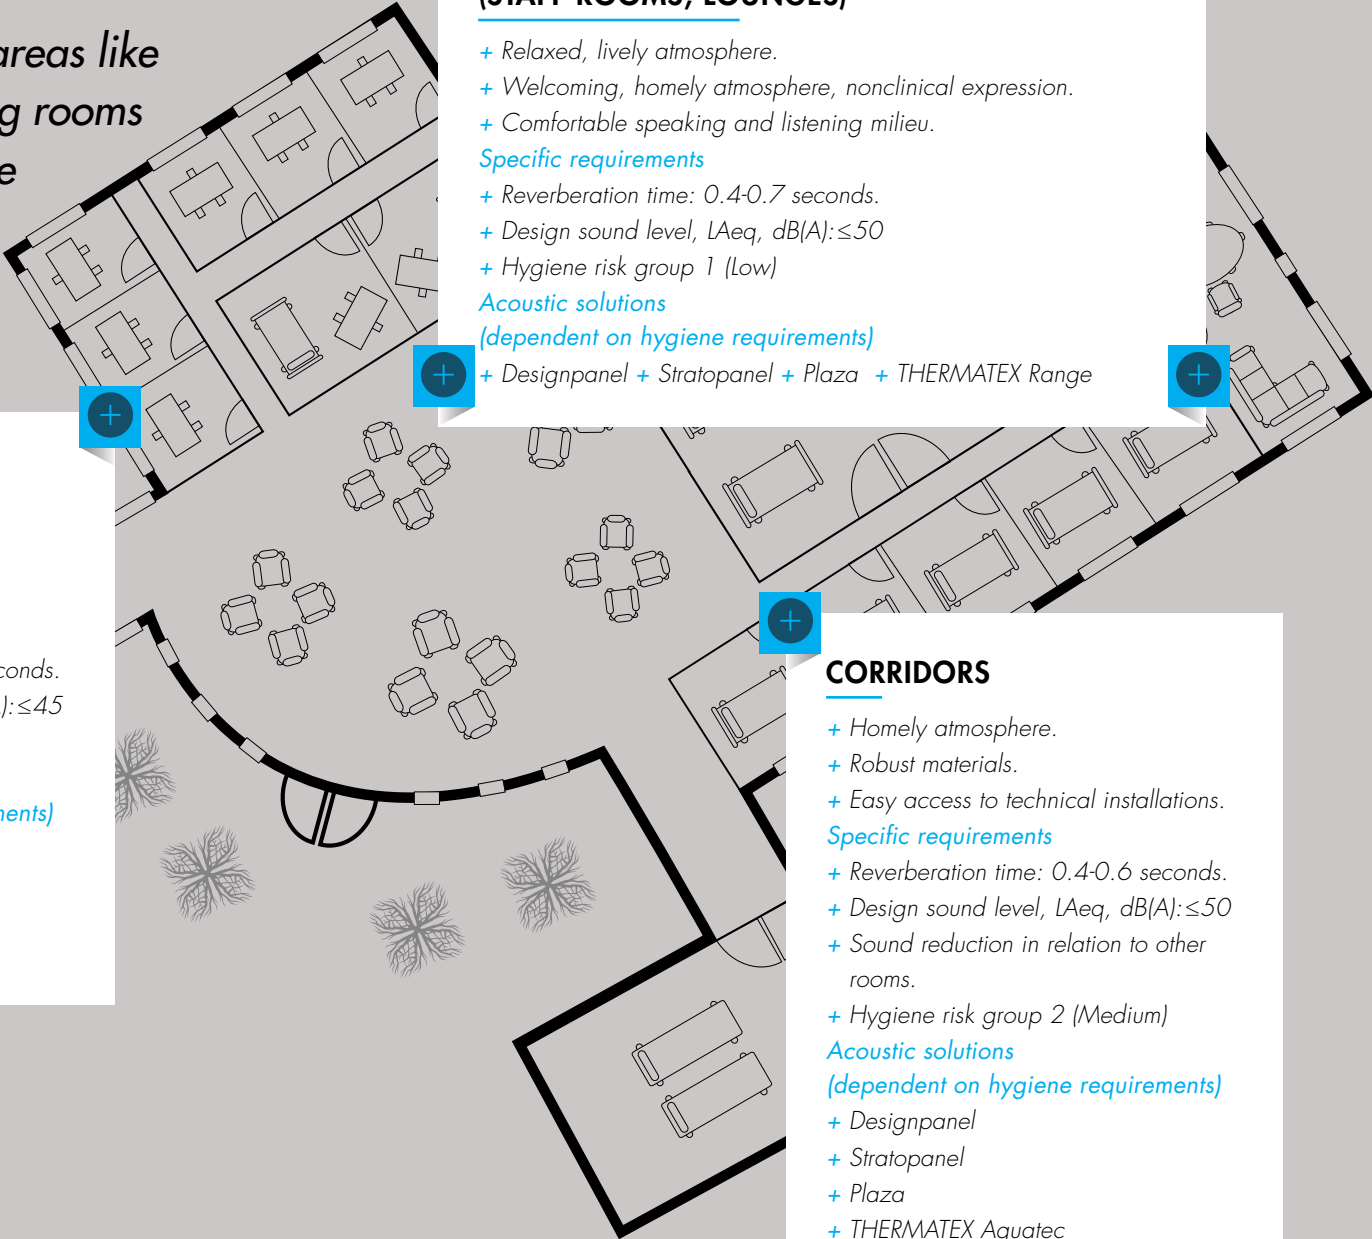 areas like
g rooms
e
(STAFF ROOMS, LOUNGES)
+ Relaxed, lively atmosphere.
+ Welcoming, homely atmosphere, nonclinical expression.
+ Comfortable speaking and listening milieu.
Specific requirements
+ Reverberation time: 0.4-0.7 seconds.
+ Design sound level, LAeq, dB(A):≤50
+ Hygiene risk group 1 (Low)
Acoustic solutions
(dependent on hygiene requirements)
+ Designpanel + Stratopanel + Plaza + THERMATEX Range
conds.
):≤45
ents)
CORRIDORS
+ Homely atmosphere.
+ Robust materials.
+ Easy access to technical installations.
Specific requirements
+ Reverberation time: 0.4-0.6 seconds.
+ Design sound level, LAeq, dB(A):≤50
+ Sound reduction in relation to other
rooms.
+ Hygiene risk group 2 (Medium)
Acoustic solutions
(dependent on hygiene requirements)
+ Designpanel
+ Stratopanel
+ Plaza
+ THERMATEX Aquatec